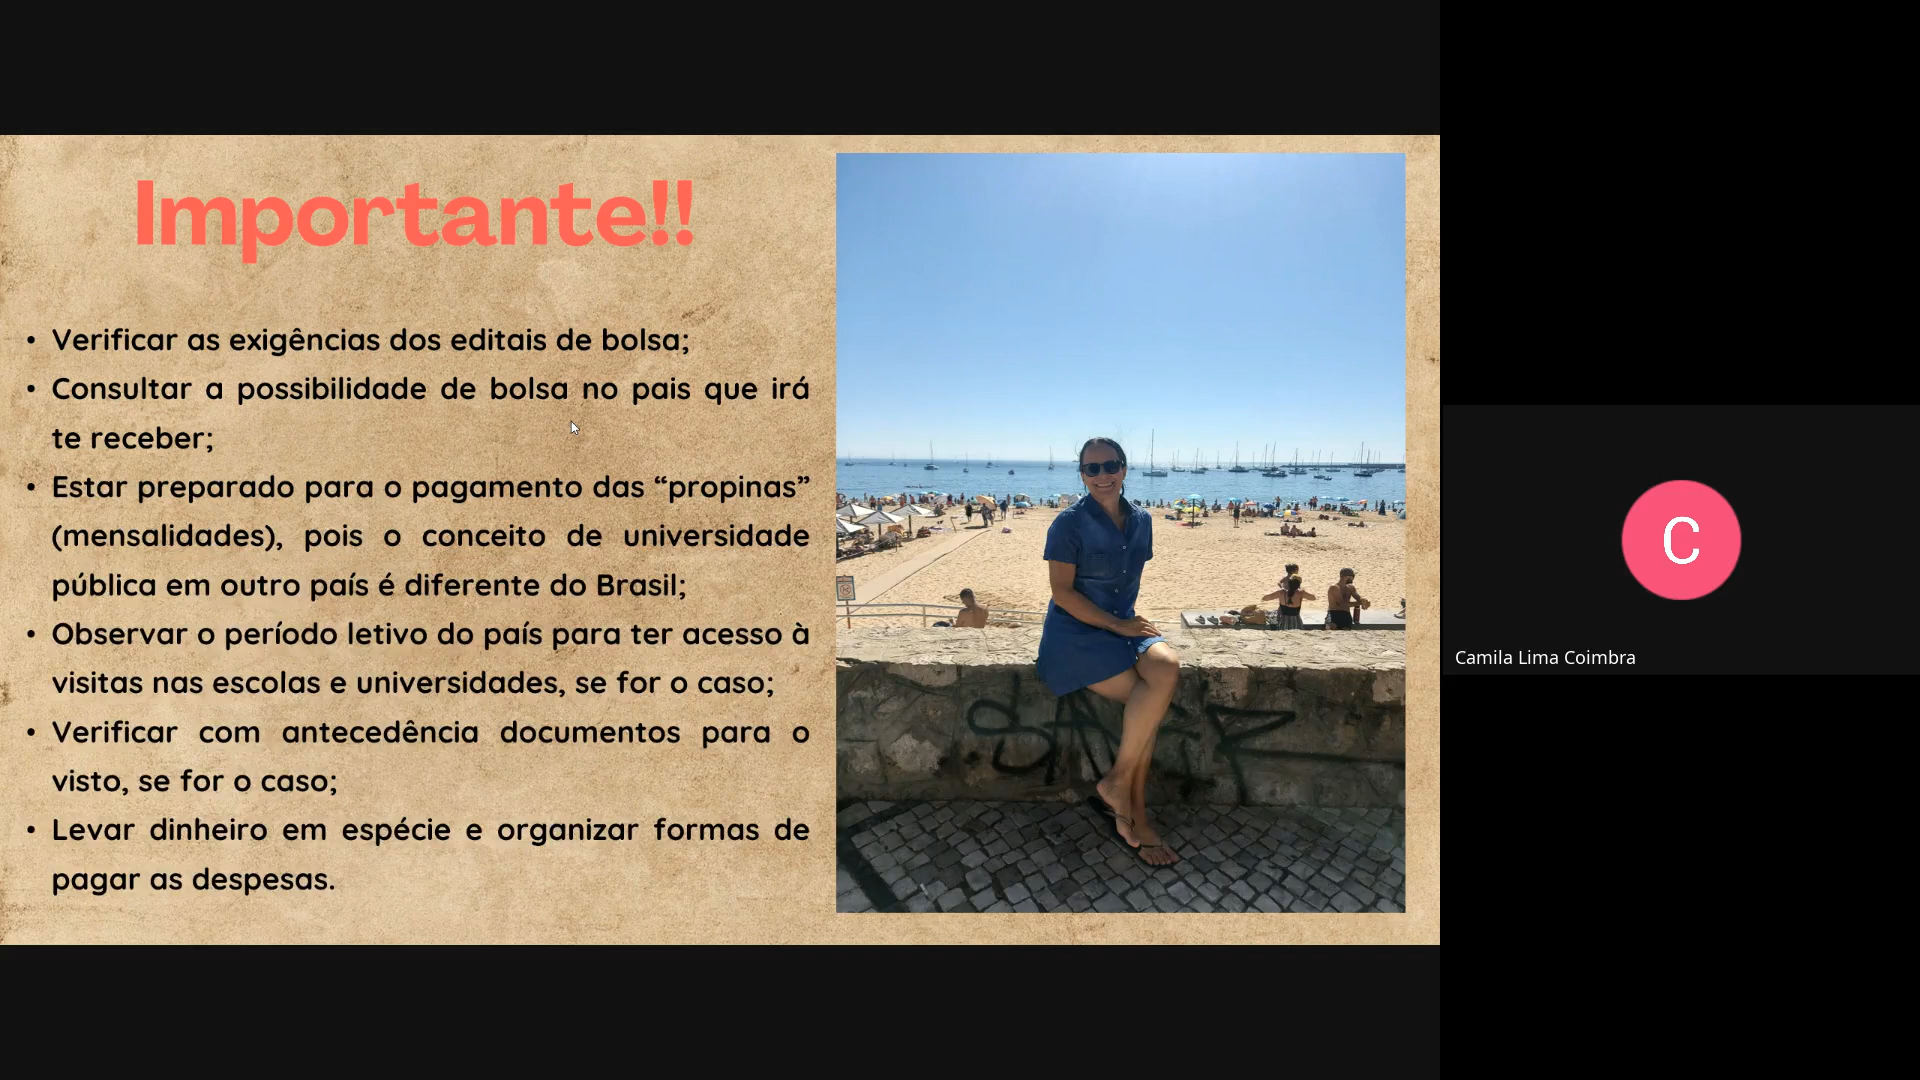 Importante!!
• Verificar as exigências dos editais de bolsa;
• Consultar a possibilidade de bolsa no pais que irá
te receber;
• Estar preparado para o pagamento das “propinas”
(mensalidades), pois o conceito de universidade
pública em outro país é diferente do Brasil;
• Observar o período letivo do país para ter acesso à
visitas nas escolas e universidades, se for o caso;
• Verificar com antecedência documentos para o
visto, se for o caso;
• Levar dinheiro em espécie e organizar formas de
pagar as despesas.
C
Camila Lima Coimbra